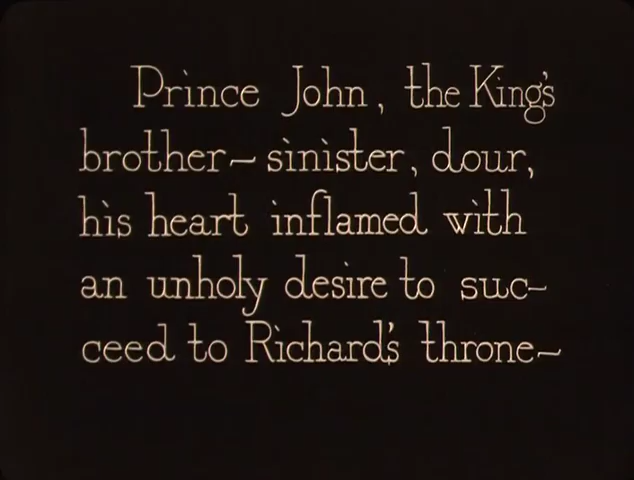 Prince John, the King's
brother—sinister, dour,
his heart inflamed with
an unholy desire to suc-
ceed to Richard's throne—